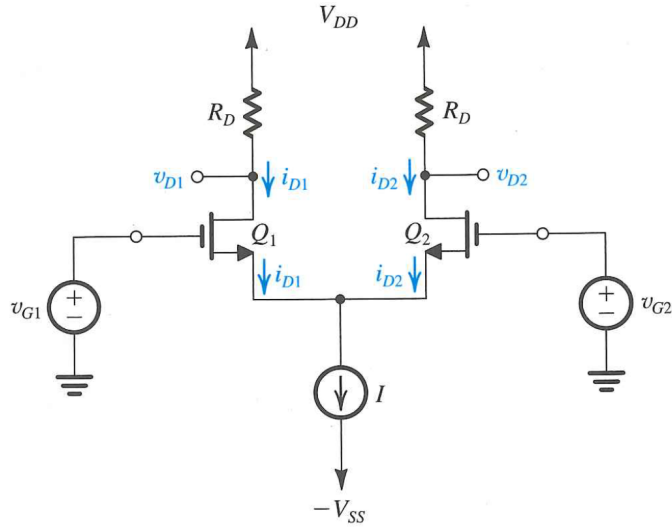 V_DD
R_D R_D
v_D1 i_D1 i_D2 v_D2
Q_1 Q_2
v_G1 + − i_D1 i_D2 + − v_G2
I
−V_SS